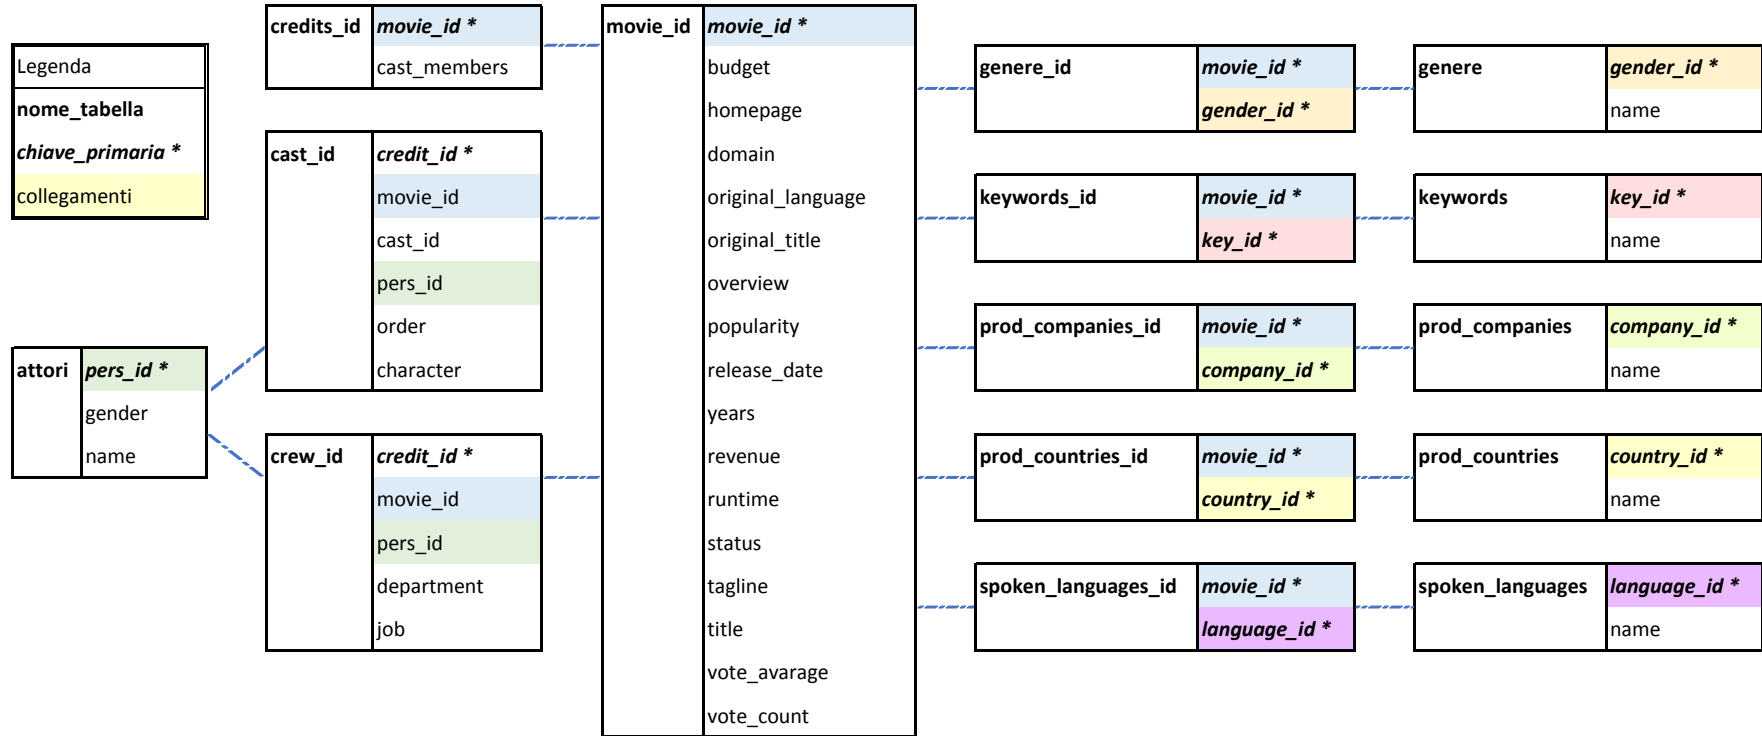 Legenda
nome_tabella
chiave_primaria *
collegamenti
attori pers_id *
gender
name
credits_id movie_id *
cast_members
cast_id credit_id *
movie_id
cast_id
pers_id
order
character
crew_id credit_id *
movie_id
pers_id
department
job
movie_id movie_id *
budget
homepage
domain
original_language
original_title
overview
popularity
release_date
years
revenue
runtime
status
tagline
title
vote_avarage
vote_count
genere_id movie_id *
gender_id *
keywords_id movie_id *
key_id *
prod_companies_id movie_id *
company_id *
prod_countries_id movie_id *
country_id *
spoken_languages_id movie_id *
language_id *
genere gender_id *
name
keywords key_id *
name
prod_companies company_id *
name
prod_countries country_id *
name
spoken_languages language_id *
name